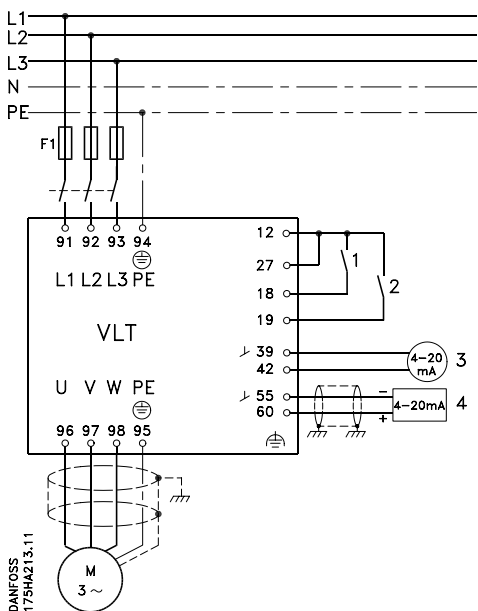 L1
L2
L3
N
PE
F1
91 92 93 94
L1 L2 L3 PE
VLT
U V W PE
96 97 98 95
12
27
18
19
39
42
55
60
1
2
4-20 mA
3
-
4-20mA
+
4
M
3 ~
DANFOSS
175HA213.11